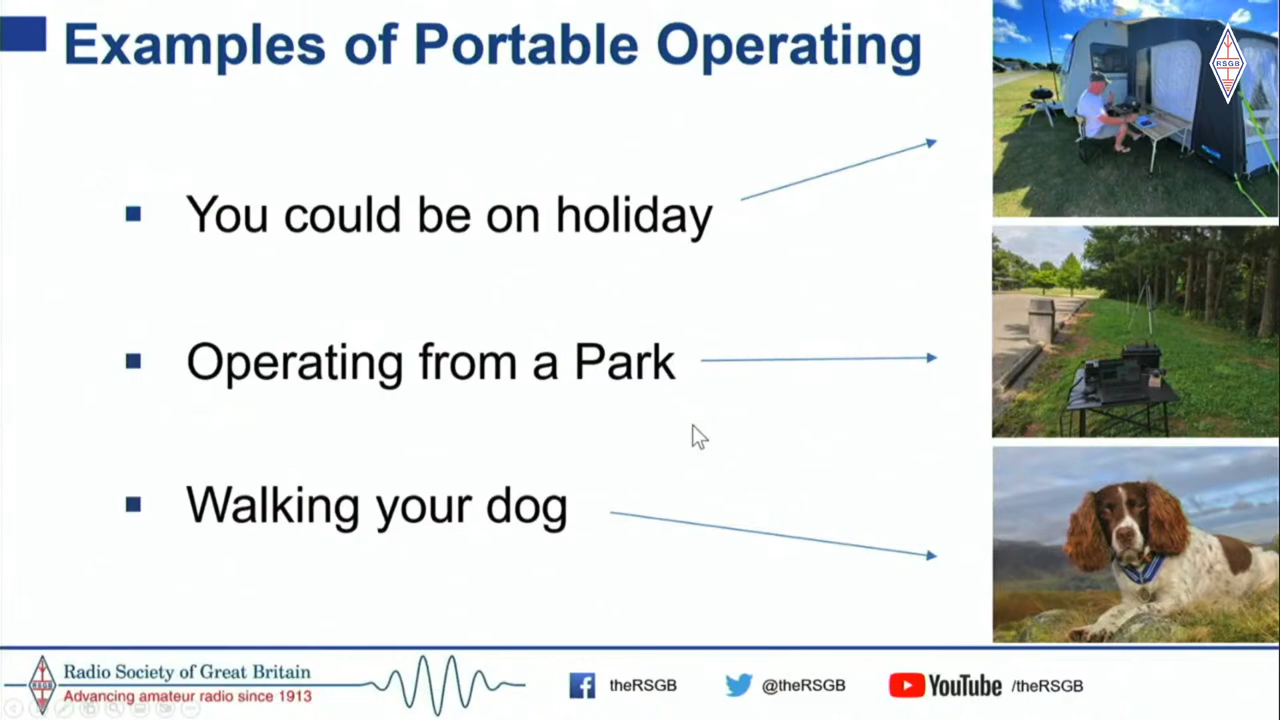 Examples of Portable Operating
RSGB
You could be on holiday
Operating from a Park
Walking your dog
RSGB
Radio Society of Great Britain
Advancing amateur radio since 1913
theRSGB
@theRSGB
YouTube /theRSGB